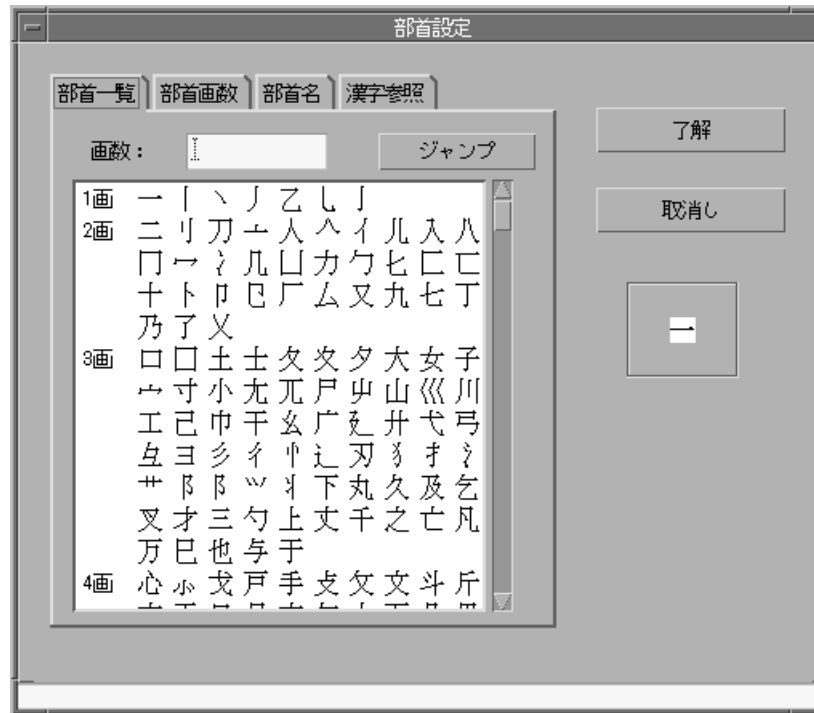 部首設定
部首一覧 部首画数 部首名 漢字参照
画数： ジャンプ
了解
取消し
一
1画 一 丨 丶 丿 乙 乚 亅
2画 二 刂 刀 亠 人 𠆢 亻 儿 入 八
冂 冖 冫 几 凵 力 勹 匕 匚 匸
十 卜 卩 㔾 厂 厶 又 九 七 丁
乃 了 乂
3画 口 囗 土 士 夂 夊 夕 大 女 子
宀 寸 小 尢 兀 尸 屮 山 巛 川
工 己 巾 干 幺 广 廴 廾 弋 弓
彑 彐 彡 彳 忄 辶 刃 犭 扌 氵
艹 阝 阝 丷 丬 下 丸 久 及 乞
叉 才 三 勺 上 丈 千 之 亡 凡
万 巳 也 与 于
4画 心 㣺 戈 戸 手 攴 攵 文 斗 斤